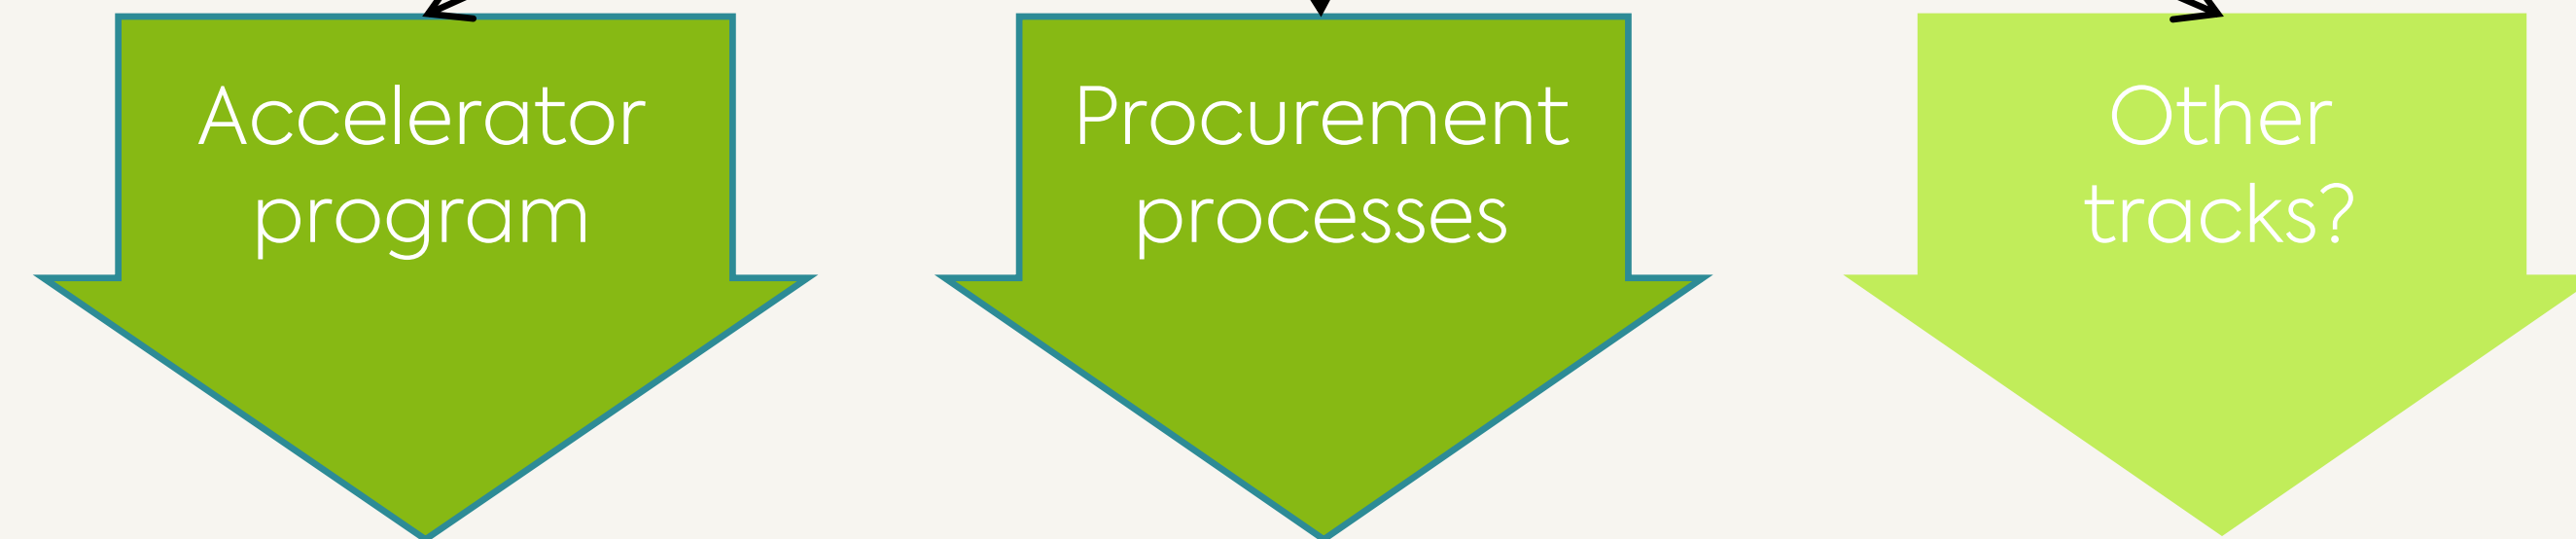 Accelerator
program
Procurement
processes
Other
tracks?